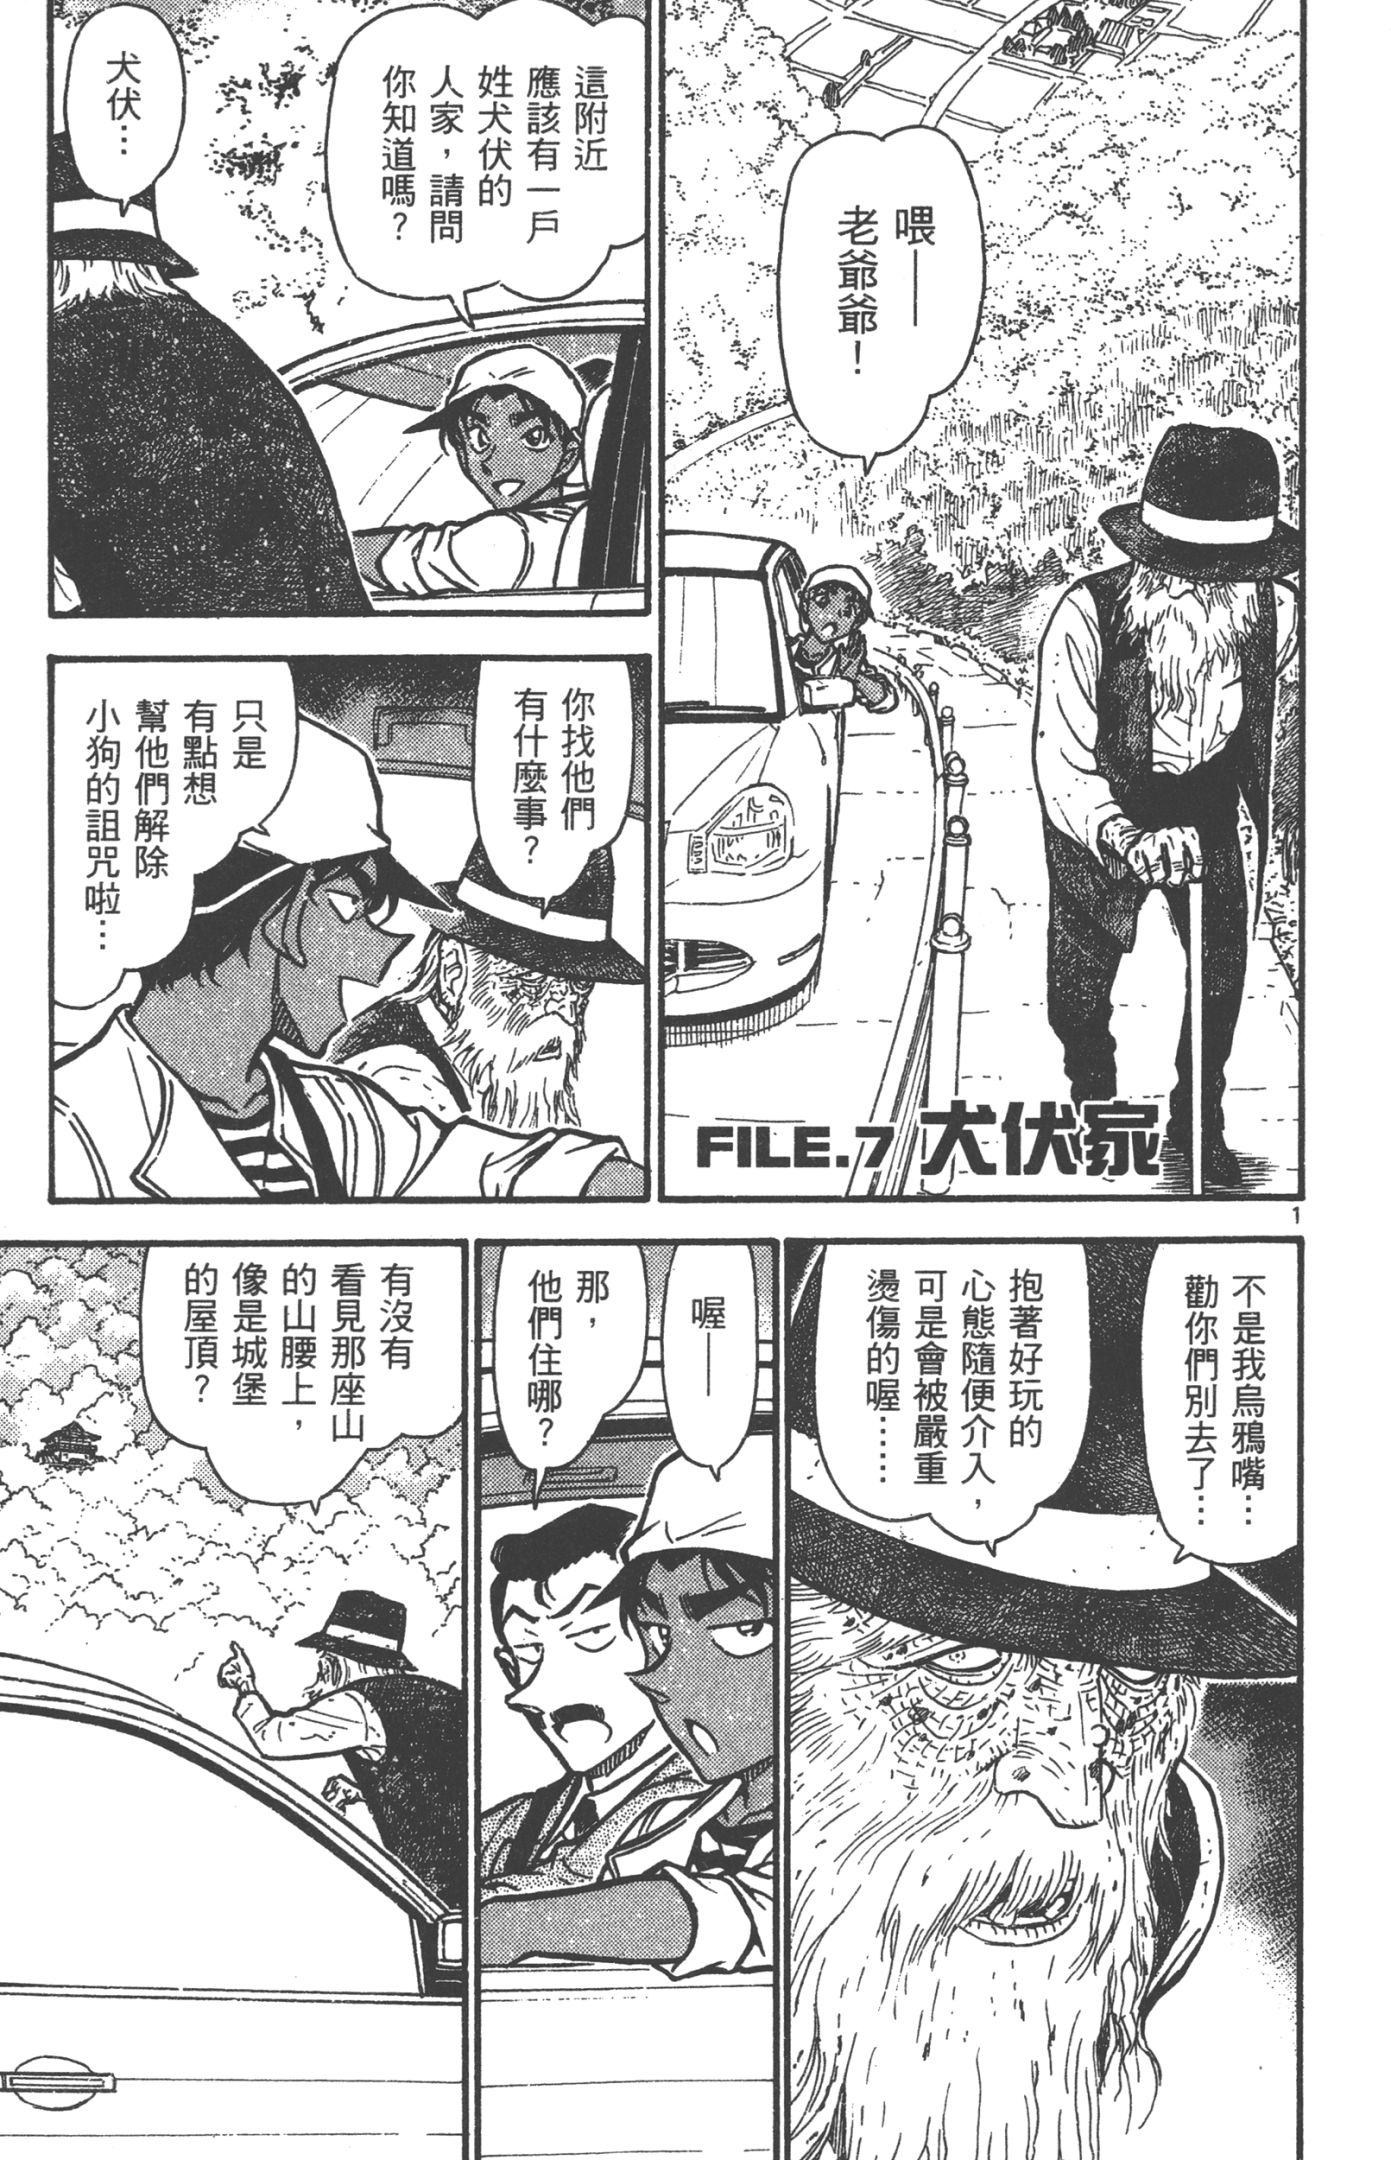 喂——
老爺爺！
FILE.7 犬伏家
1
這附近
應該有一戶
姓犬伏的
人家，請問
你知道嗎？
犬伏…
你找他們
有什麼事？
只是
有點想
幫他們解除
小狗的詛咒啦…
不是我烏鴉嘴…
勸你們別去了…
抱著好玩的
心態隨便介入，
可是會被嚴重
燙傷的喔……
喔——
那，
他們住哪？
有沒有
看見那座山
的山腰上，
像是城堡
的屋頂？